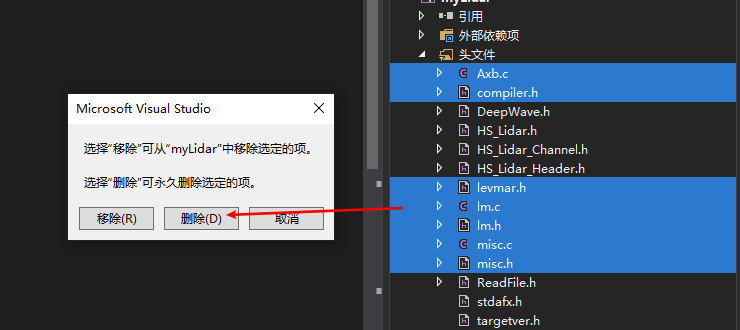 Microsoft Visual Studio
选择“移除”可从“myLidar”中移除选定的项。
选择“删除”可永久删除选定的项。
移除(R)
删除(D)
取消
myLidar
引用
外部依赖项
头文件
Axb.c
compiler.h
DeepWave.h
HS_Lidar.h
HS_Lidar_Channel.h
HS_Lidar_Header.h
levmar.h
lm.c
lm.h
misc.c
misc.h
ReadFile.h
stdafx.h
targetver.h